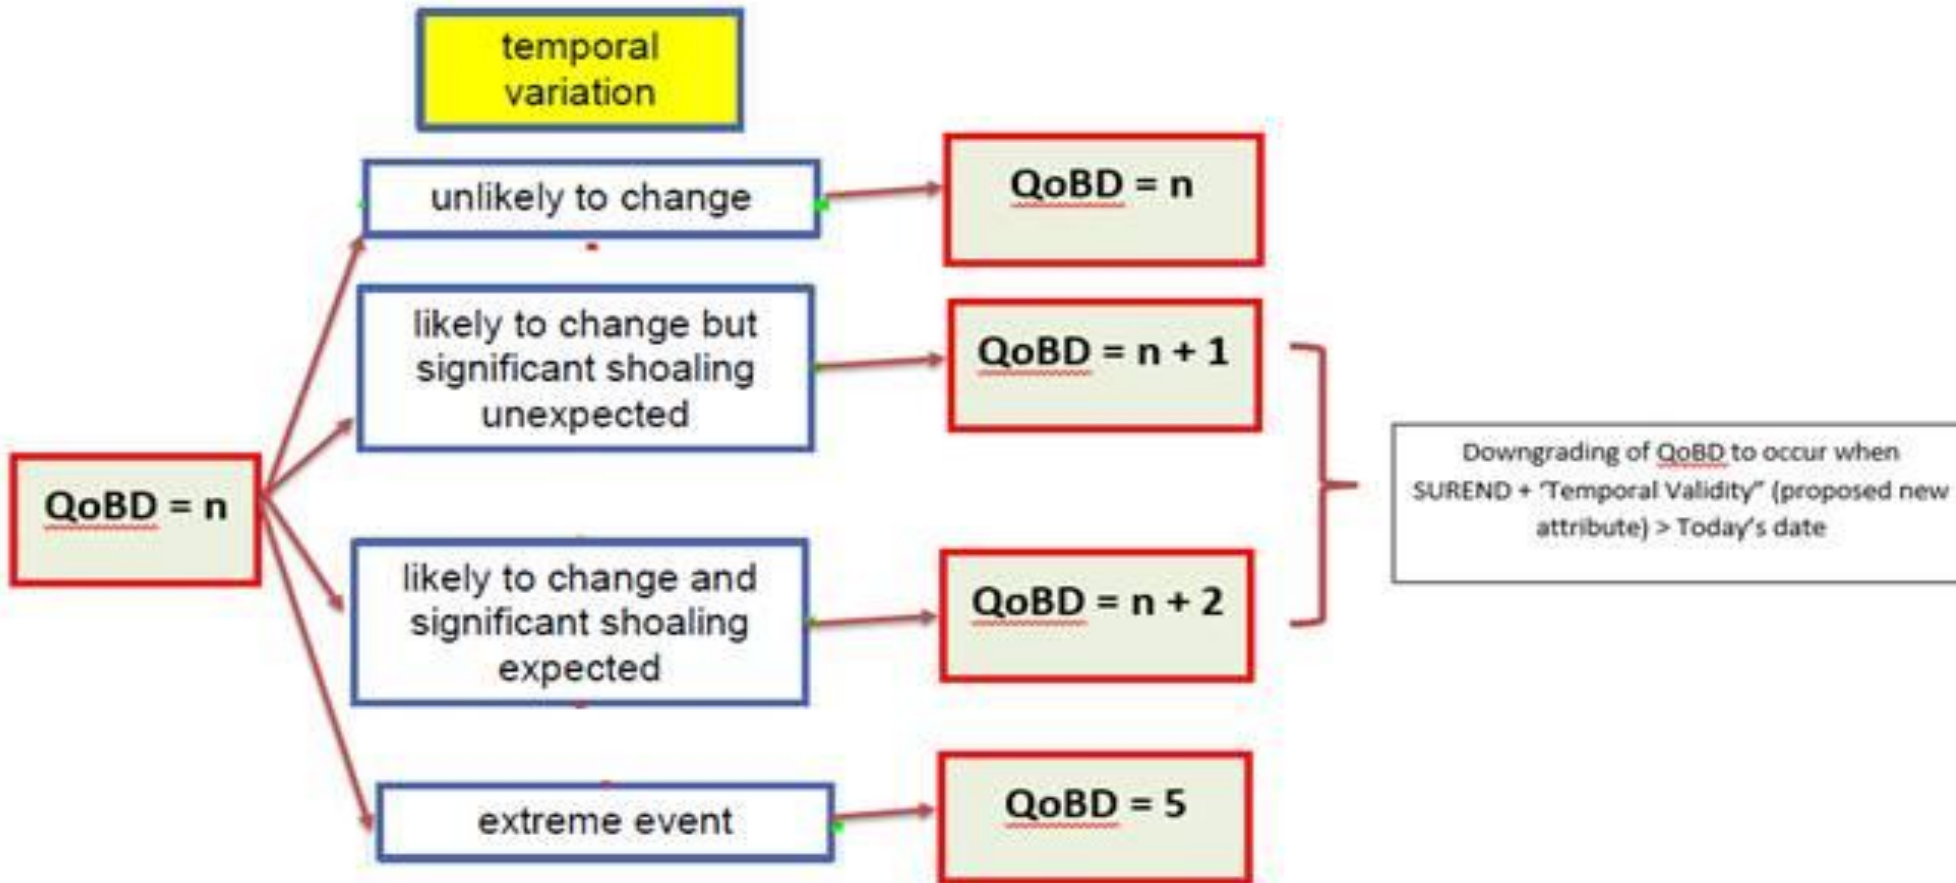 temporal
variation
unlikely to change
QoBD = n
likely to change but
significant shoaling
unexpected
QoBD = n + 1
QoBD = n
Downgrading of QoBD to occur when
SUREND + 'Temporal Validity" (proposed new
attribute) > Today's date
likely to change and
significant shoaling
expected
QoBD = n + 2
extreme event
QoBD = 5